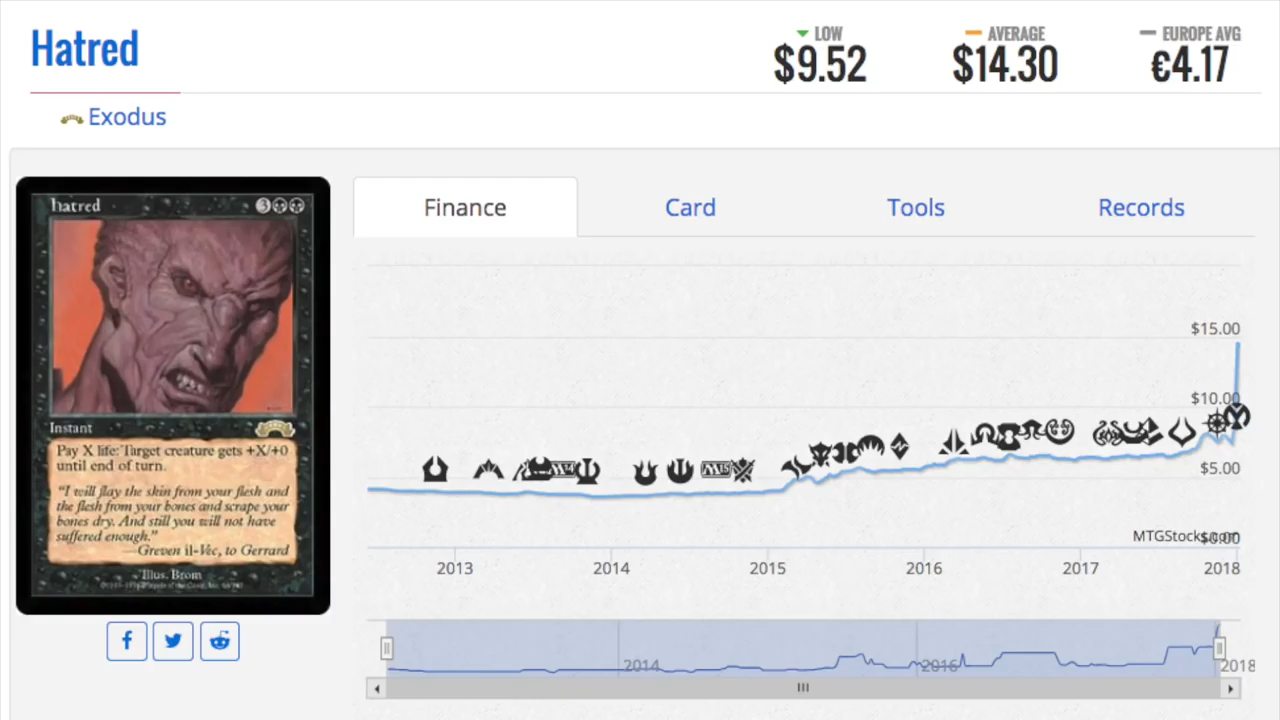 Hatred
LOW
$9.52
AVERAGE
$14.30
EUROPE AVG
€4.17
Exodus
Finance
Card
Tools
Records
hatred
3
Instant
Pay X life: Target creature gets +X/+0
until end of turn.
"I will flay the skin from your flesh and
the flesh from your bones and scrape your
bones dry. And still you will not have
suffered enough."
—Greven il-Vec, to Gerrard
Illus. Brom
$15.00
$10.00
$5.00
$0.00
MTGStocks.com
2013
2014
2015
2016
2017
2018
2014
2016
2018